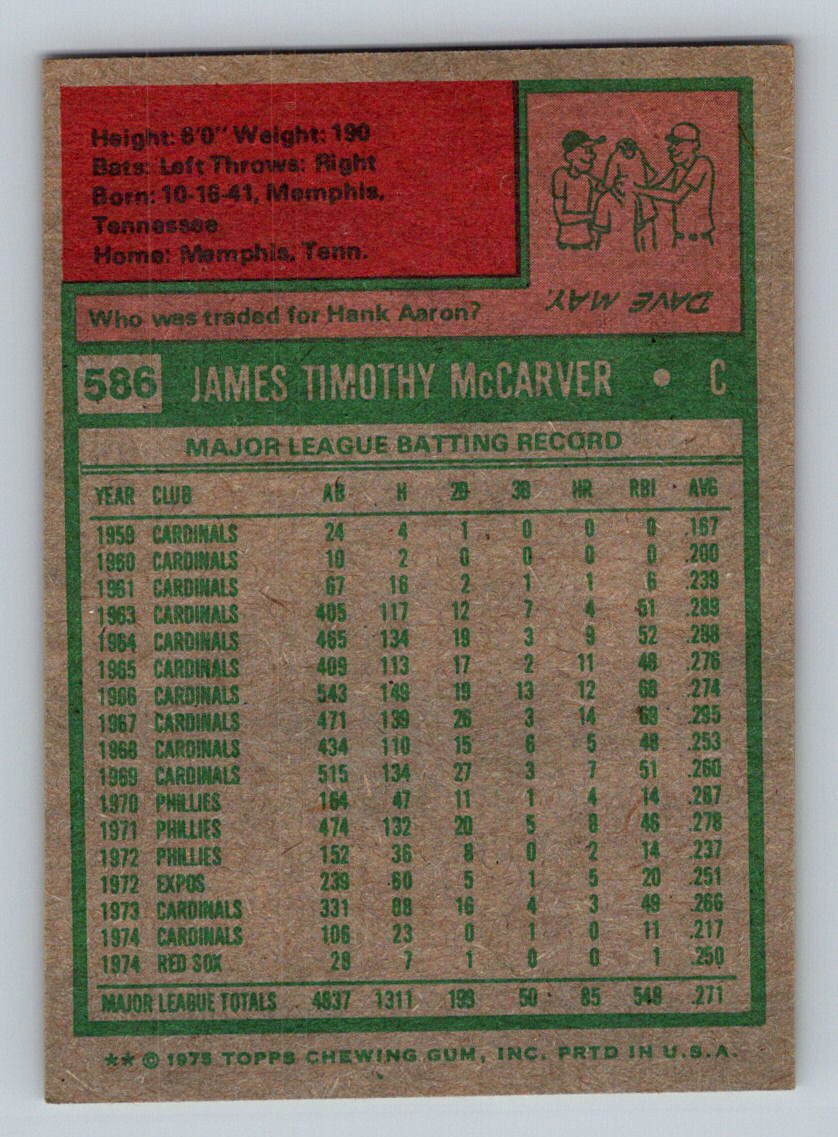 Height: 6'0" Weight: 190
Bats: Left Throws: Right
Born: 10-16-41, Memphis,
Tennessee
Home: Memphis, Tenn.
DAVE MAY.
Who was traded for Hank Aaron?
586 JAMES TIMOTHY McCARVER • C
MAJOR LEAGUE BATTING RECORD
YEAR CLUB AB H 2B 3B HR RBI AVG
1959 CARDINALS 24 4 1 0 0 0 .167
1960 CARDINALS 10 2 0 0 0 0 .200
1961 CARDINALS 67 16 2 1 1 6 .239
1963 CARDINALS 405 117 12 7 4 51 .289
1964 CARDINALS 465 134 19 3 9 52 .288
1965 CARDINALS 409 113 17 2 11 48 .276
1966 CARDINALS 543 149 19 13 12 68 .274
1967 CARDINALS 471 139 26 3 14 69 .295
1968 CARDINALS 434 110 15 6 5 48 .253
1969 CARDINALS 515 134 27 3 7 51 .260
1970 PHILLIES 164 47 11 1 4 14 .287
1971 PHILLIES 474 132 20 5 8 46 .278
1972 PHILLIES 152 36 8 0 2 14 .237
1972 EXPOS 239 60 5 1 5 20 .251
1973 CARDINALS 331 88 16 4 3 49 .266
1974 CARDINALS 106 23 0 1 0 11 .217
1974 RED SOX 28 7 1 0 0 1 .250
MAJOR LEAGUE TOTALS 4837 1311 199 50 85 548 .271
** © 1975 TOPPS CHEWING GUM, INC. PRTD IN U.S.A.